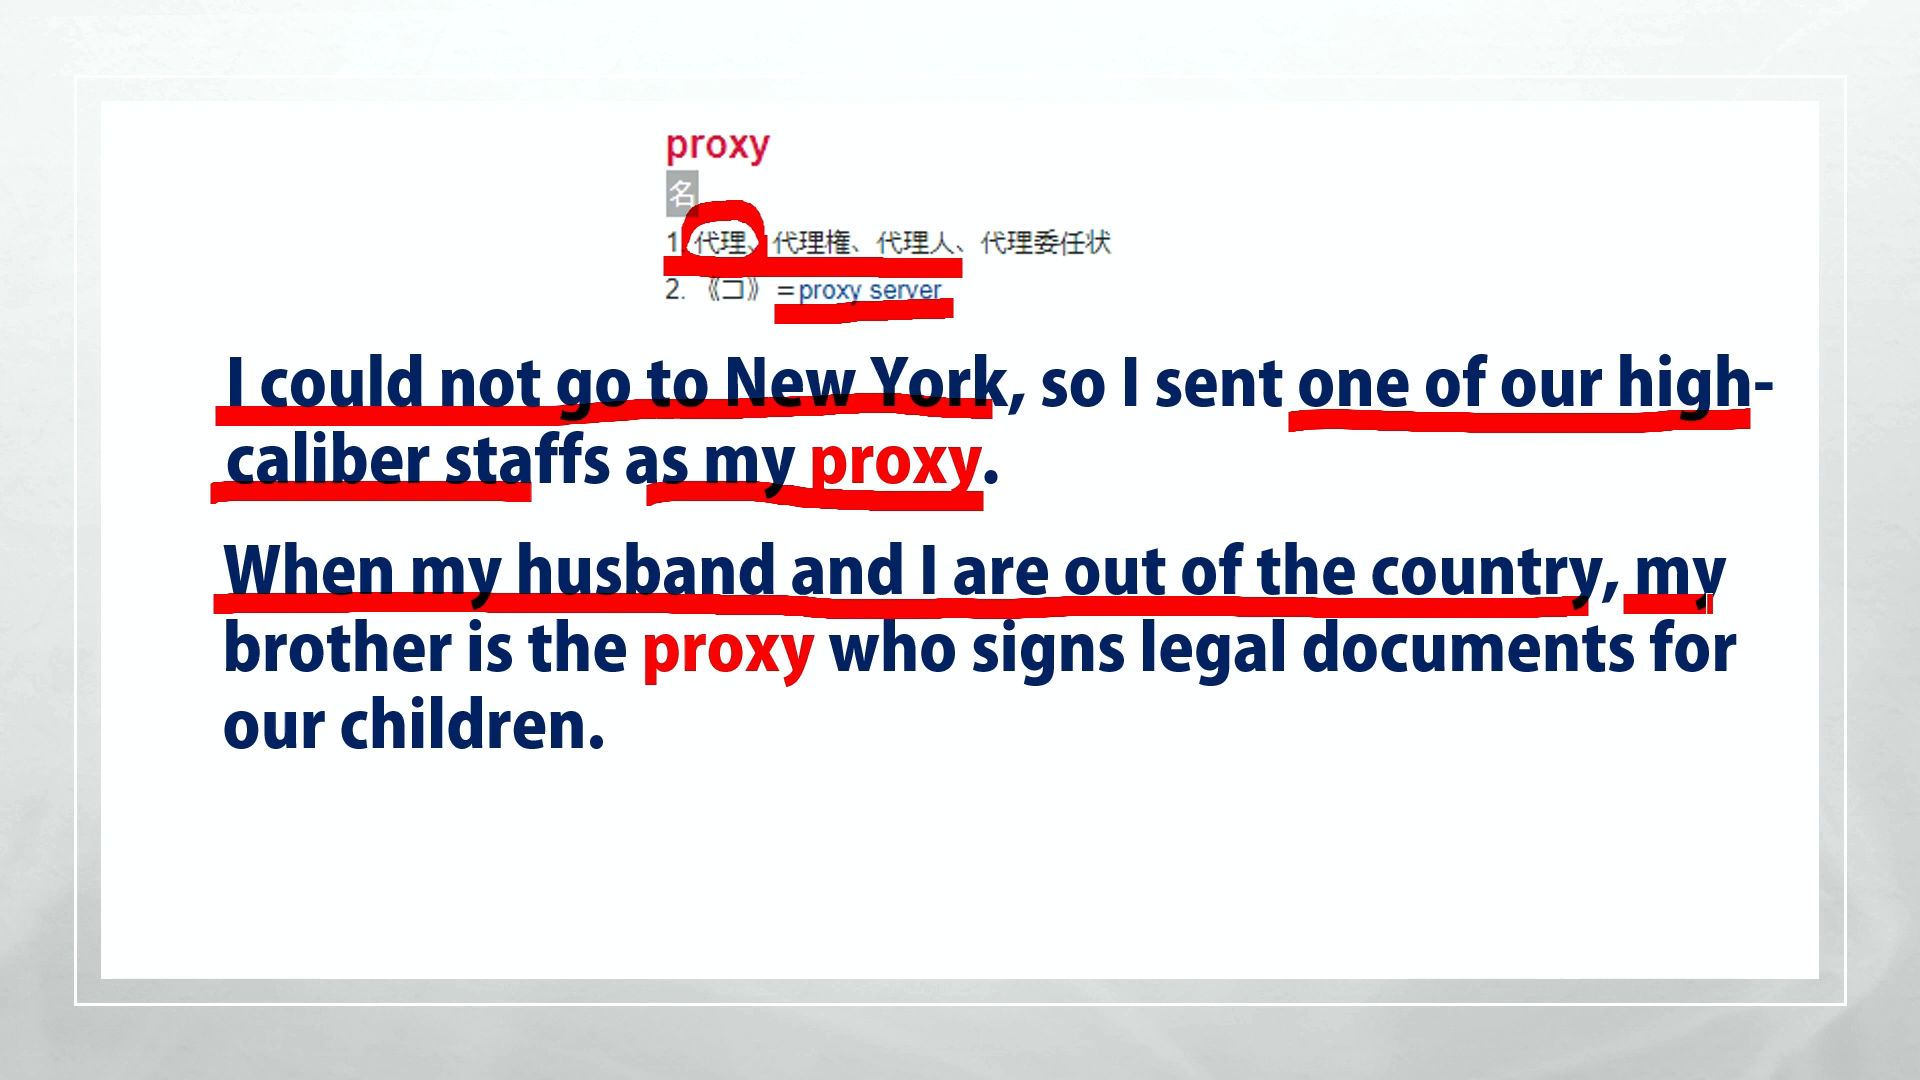 proxy
名
1. 代理、代理権、代理人、代理委任状
2. 《コ》 =proxy server
I could not go to New York, so I sent one of our high-
caliber staffs as my proxy.
When my husband and I are out of the country, my
brother is the proxy who signs legal documents for
our children.